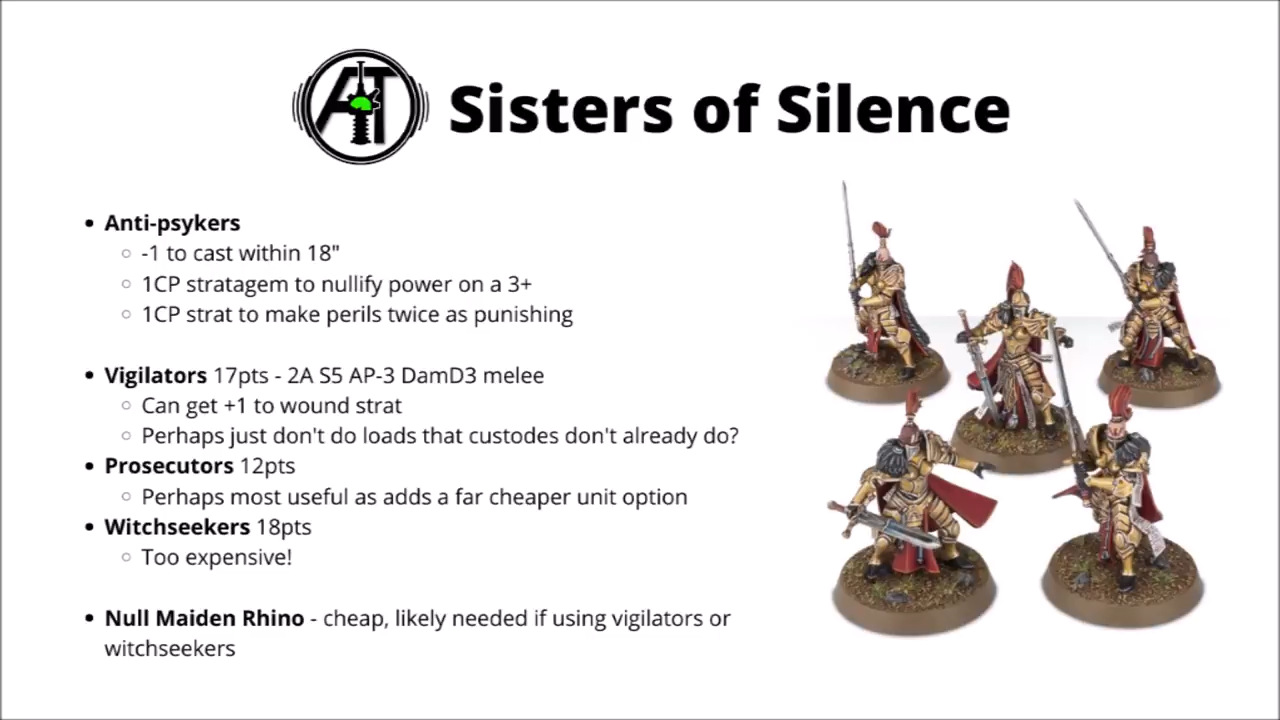 AT
Sisters of Silence
• Anti-psykers
○ -1 to cast within 18"
○ 1CP stratagem to nullify power on a 3+
○ 1CP strat to make perils twice as punishing
• Vigilators 17pts - 2A S5 AP-3 DamD3 melee
○ Can get +1 to wound strat
○ Perhaps just don't do loads that custodes don't already do?
• Prosecutors 12pts
○ Perhaps most useful as adds a far cheaper unit option
• Witchseekers 18pts
○ Too expensive!
• Null Maiden Rhino - cheap, likely needed if using vigilators or
witchseekers